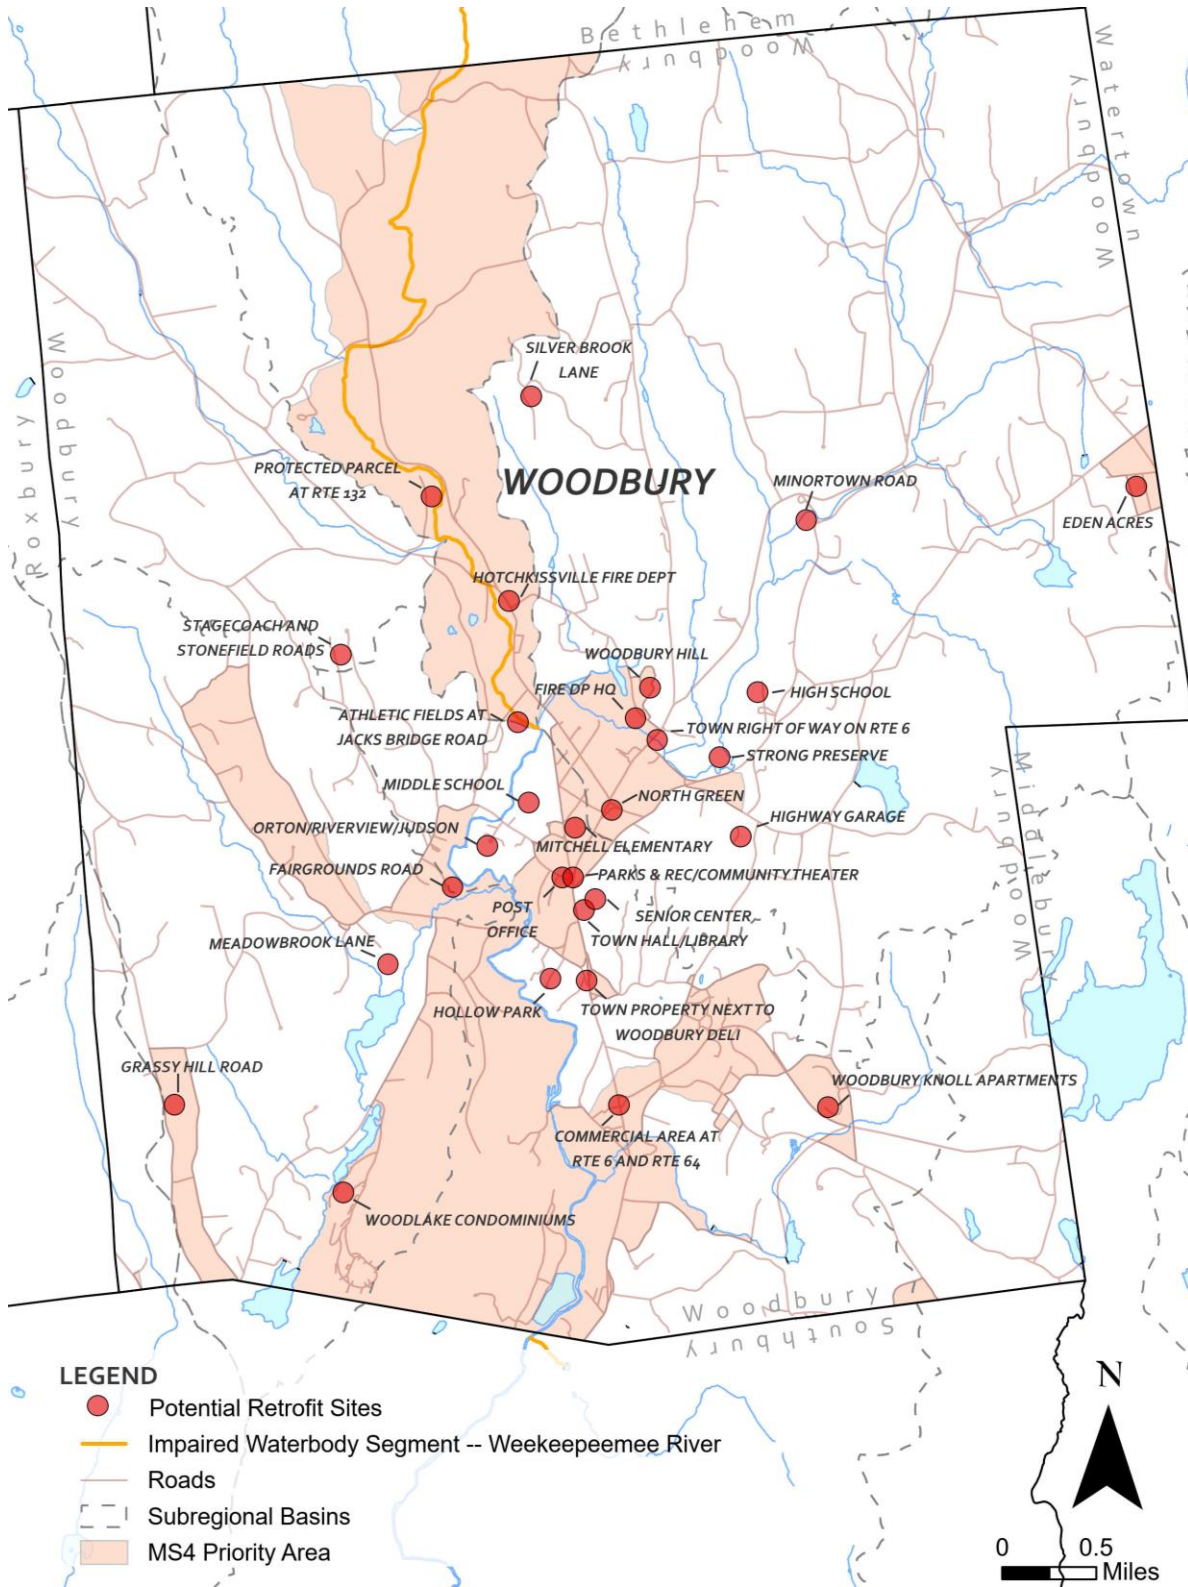 Bethlehem
Woodbury
Watertown
Woodbury
Roxbury
Woodbury
SILVER BROOK
LANE
WOODBURY
PROTECTED PARCEL
AT RTE 132
MINORTOWN ROAD
EDEN ACRES
HOTCHKISSVILLE FIRE DEPT
STAGECOACH AND
STONEFIELD ROADS
WOODBURY HILL
FIRE DP HQ
HIGH SCHOOL
ATHLETIC FIELDS AT
JACKS BRIDGE ROAD
TOWN RIGHT OF WAY ON RTE 6
STRONG PRESERVE
MIDDLE SCHOOL
NORTH GREEN
HIGHWAY GARAGE
ORTON/RIVERVIEW/JUDSON
MITCHELL ELEMENTARY
FAIRGROUNDS ROAD
PARKS & REC/COMMUNITY THEATER
POST
OFFICE
SENIOR CENTER
TOWN HALL/LIBRARY
MEADOWBROOK LANE
Middlebury
Woodbury
HOLLOW PARK
TOWN PROPERTY NEXT TO
WOODBURY DELI
GRASSY HILL ROAD
WOODBURY KNOLL APARTMENTS
COMMERCIAL AREA AT
RTE 6 AND RTE 64
WOODLAKE CONDOMINIUMS
Woodbury
Southbury
LEGEND
Potential Retrofit Sites
Impaired Waterbody Segment -- Weekeepeemee River
Roads
Subregional Basins
MS4 Priority Area
N
0 0.5
Miles